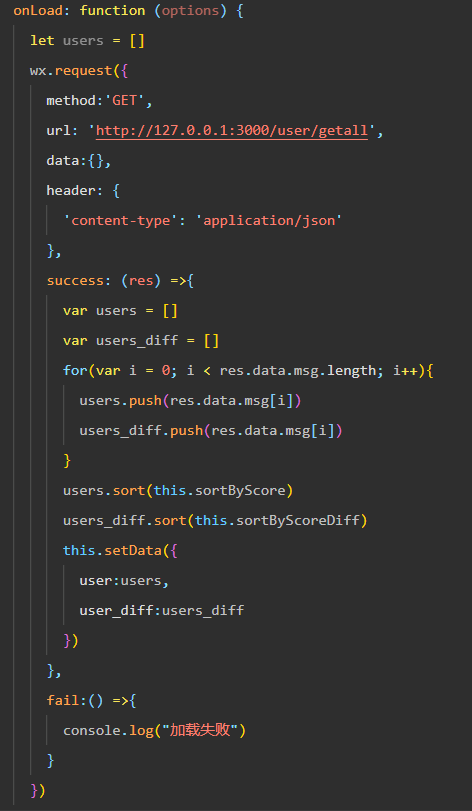 onLoad: function (options) {
let users = []
wx.request({
method:'GET',
url: 'http://127.0.0.1:3000/user/getall',
data:{},
header: {
'content-type': 'application/json'
},
success: (res) =>{
var users = []
var users_diff = []
for(var i = 0; i < res.data.msg.length; i++){
users.push(res.data.msg[i])
users_diff.push(res.data.msg[i])
}
users.sort(this.sortByScore)
users_diff.sort(this.sortByScoreDiff)
this.setData({
user:users,
user_diff:users_diff
})
},
fail:() =>{
console.log("加载失败")
}
})